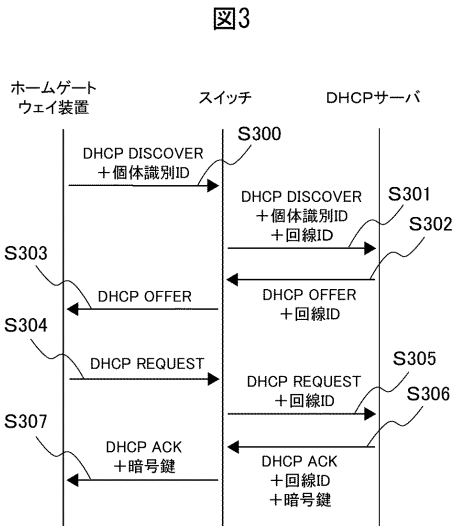 図3
ホームゲート
ウェイ装置
スイッチ
DHCPサーバ
S300
DHCP DISCOVER
+個体識別ID
S301
DHCP DISCOVER
+個体識別ID
+回線ID
S302
S303
DHCP OFFER
DHCP OFFER
+回線ID
S304
DHCP REQUEST
S305
DHCP REQUEST
+回線ID
S306
S307
DHCP ACK
+暗号鍵
DHCP ACK
+回線ID
+暗号鍵